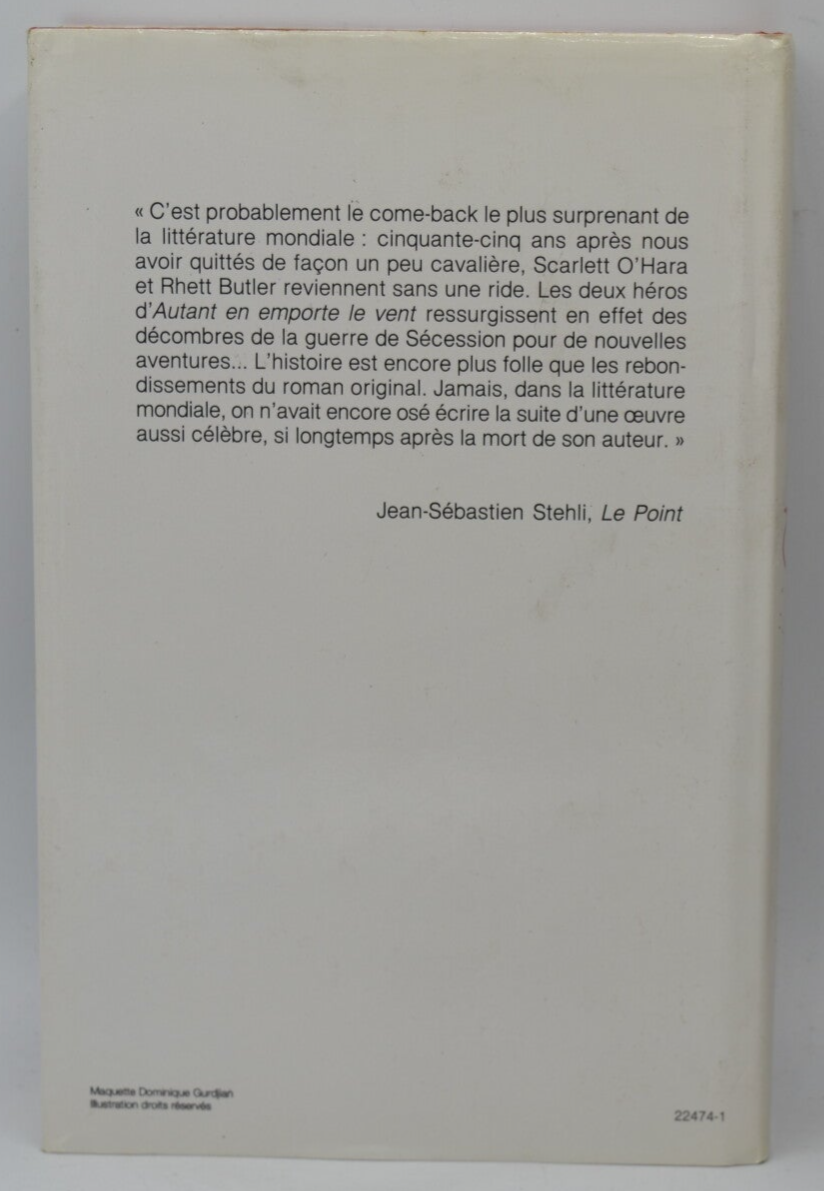 « C'est probablement le come-back le plus surprenant de
la littérature mondiale : cinquante-cinq ans après nous
avoir quittés de façon un peu cavalière, Scarlett O'Hara
et Rhett Butler reviennent sans une ride. Les deux héros
d'Autant en emporte le vent ressurgissent en effet des
décombres de la guerre de Sécession pour de nouvelles
aventures... L'histoire est encore plus folle que les rebon-
dissements du roman original. Jamais, dans la littérature
mondiale, on n'avait encore osé écrire la suite d'une œuvre
aussi célèbre, si longtemps après la mort de son auteur. »
Jean-Sébastien Stehli, Le Point
Maquette Dominique Gurdjian
Illustration droits réservés
22474-1